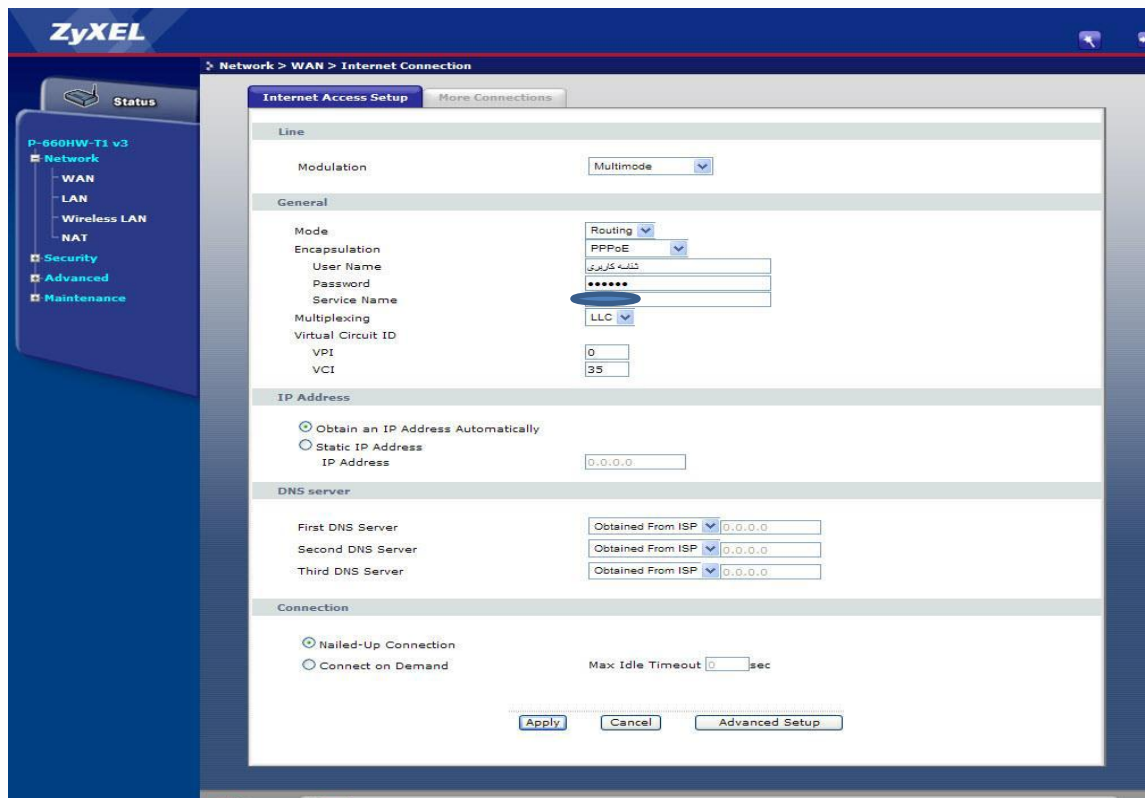 ZyXEL
Network > WAN > Internet Connection
Status
P-660HW-T1 v3
Network
WAN
LAN
Wireless LAN
NAT
Security
Advanced
Maintenance
Internet Access Setup More Connections
Line
Modulation Multimode
General
Mode Routing
Encapsulation PPPoE
User Name شناسه کاربری
Password ••••••
Service Name
Multiplexing LLC
Virtual Circuit ID
VPI 0
VCI 35
IP Address
Obtain an IP Address Automatically
Static IP Address
IP Address 0.0.0.0
DNS server
First DNS Server Obtained From ISP 0.0.0.0
Second DNS Server Obtained From ISP 0.0.0.0
Third DNS Server Obtained From ISP 0.0.0.0
Connection
Nailed-Up Connection
Connect on Demand Max Idle Timeout 0 sec
Apply Cancel Advanced Setup